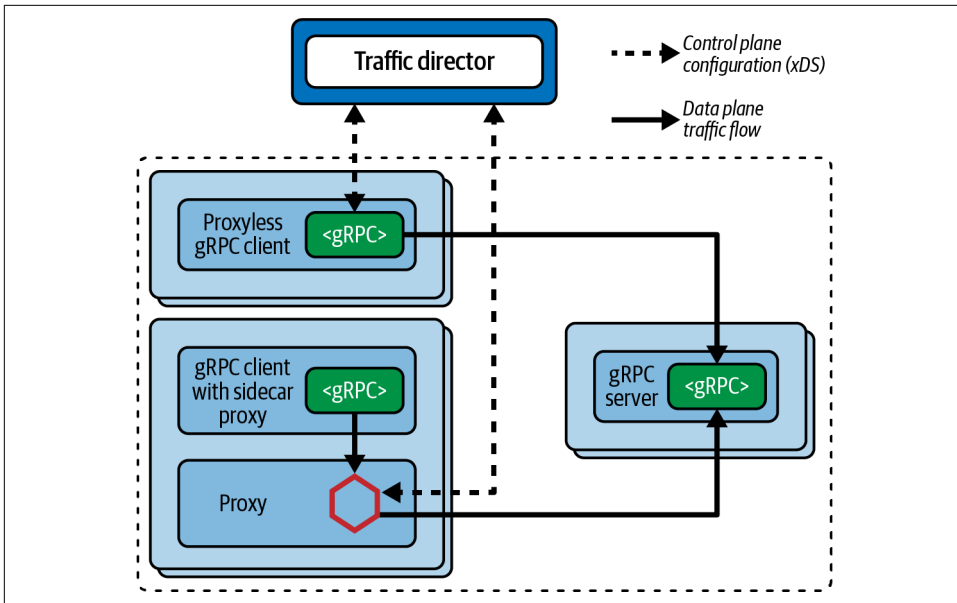 Traffic director
Control plane
configuration (xDS)
Data plane
traffic flow
Proxyless
gRPC client
<gRPC>
gRPC client
with sidecar
proxy
<gRPC>
Proxy
gRPC
server
<gRPC>